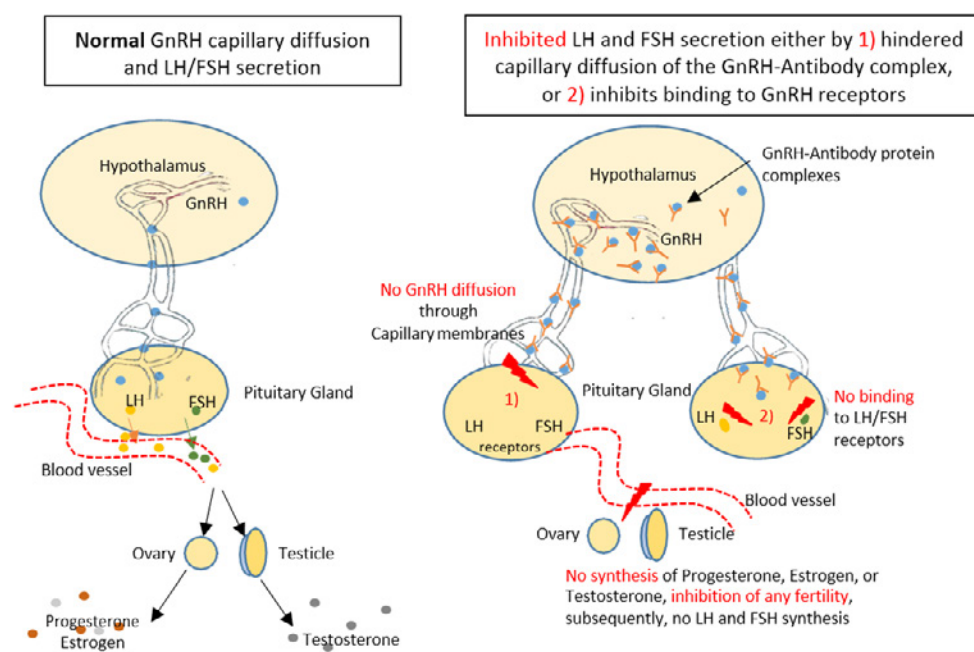 Normal GnRH capillary diffusion
and LH/FSH secretion
Hypothalamus
GnRH
LH
FSH
Pituitary Gland
Blood vessel
Ovary
Testicle
Progesterone
Estrogen
Testosterone
Inhibited LH and FSH secretion either by 1) hindered
capillary diffusion of the GnRH-Antibody complex,
or 2) inhibits binding to GnRH receptors
GnRH-Antibody protein
complexes
Hypothalamus
GnRH
No GnRH diffusion
through
Capillary membranes
1)
LH
FSH
receptors
Pituitary Gland
LH
2)
FSH
No binding
to LH/FSH
receptors
Blood vessel
Ovary
Testicle
No synthesis of Progesterone, Estrogen, or
Testosterone, inhibition of any fertility,
subsequently, no LH and FSH synthesis